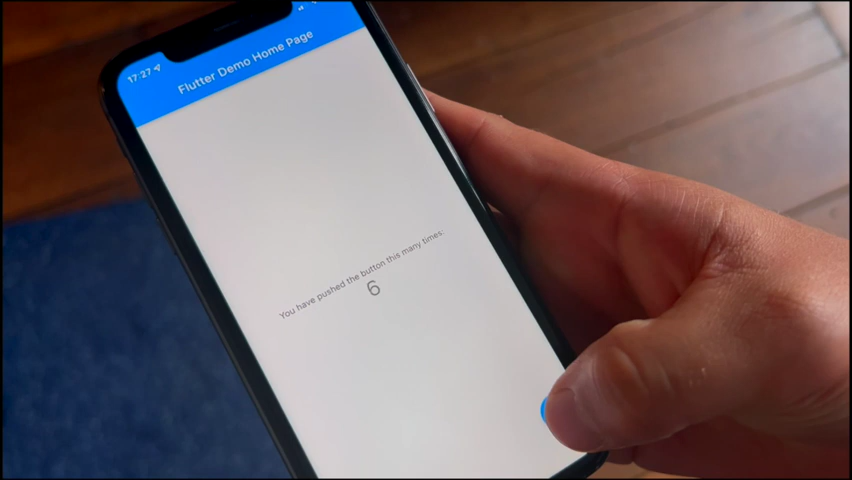 17:27
Flutter Demo Home Page
You have pushed the button this many times:
6